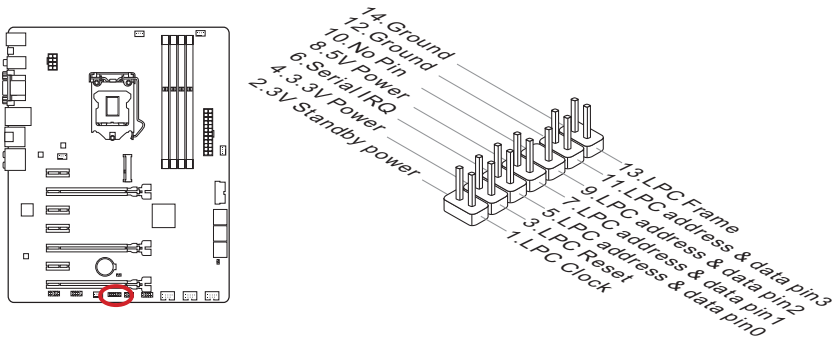 14.Ground
12.Ground
10.No Pin
8.5V Power
6.Serial IRQ
4.3.3V Power
2.3V Standby power
13.LPC Frame
11.LPC address & data pin3
9.LPC address & data pin2
7.LPC address & data pin1
5.LPC address & data pin0
3.LPC Reset
1.LPC Clock